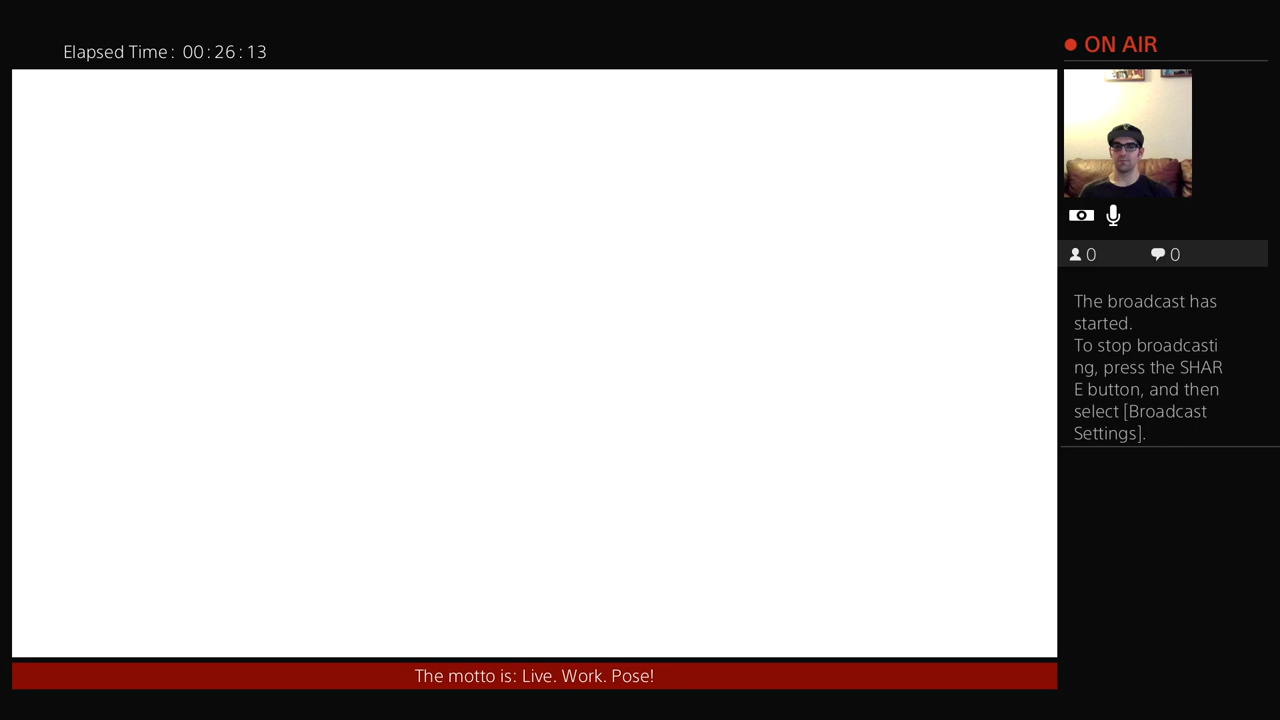 Elapsed Time: 00:26:13
ON AIR
0 0
The broadcast has
started.
To stop broadcasti
ng, press the SHAR
E button, and then
select [Broadcast
Settings].
The motto is: Live. Work. Pose!